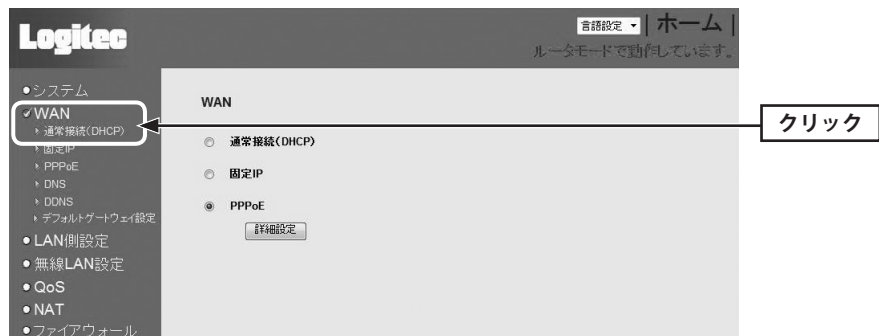 Logitec
言語設定 | ホーム |
ルータモードで動作しています。
●システム
WAN
通常接続(DHCP)
固定IP
PPPoE
DNS
DDNS
デフォルトゲートウェイ設定
●LAN側設定
●無線LAN設定
●QoS
●NAT
●ファイアウォール
WAN
通常接続(DHCP)
固定IP
PPPoE
詳細設定
クリック